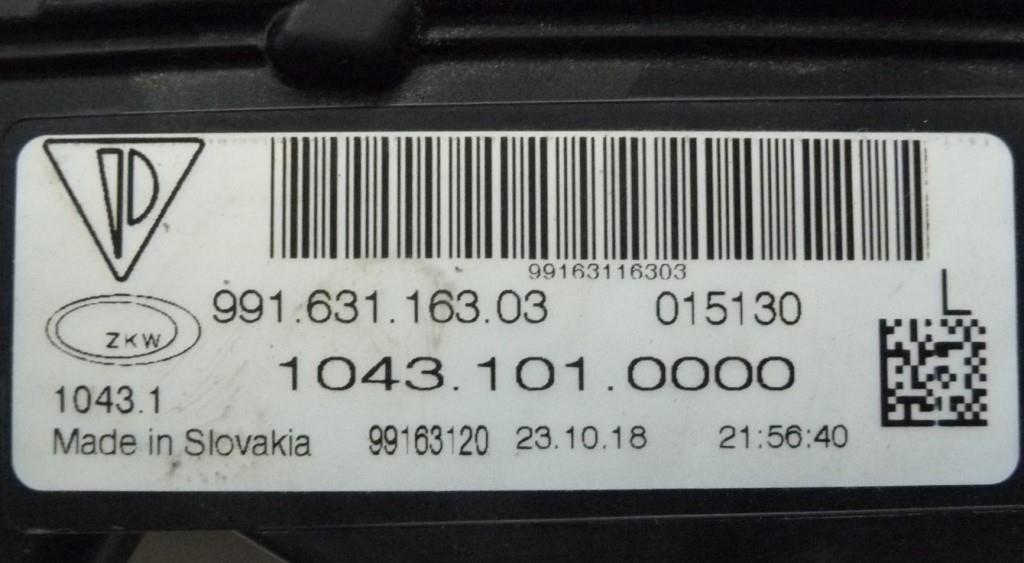 99163116303
991.631.163.03 015130 L
ZKW
1043.101.0000
1043.1
Made in Slovakia 99163120 23.10.18 21:56:40